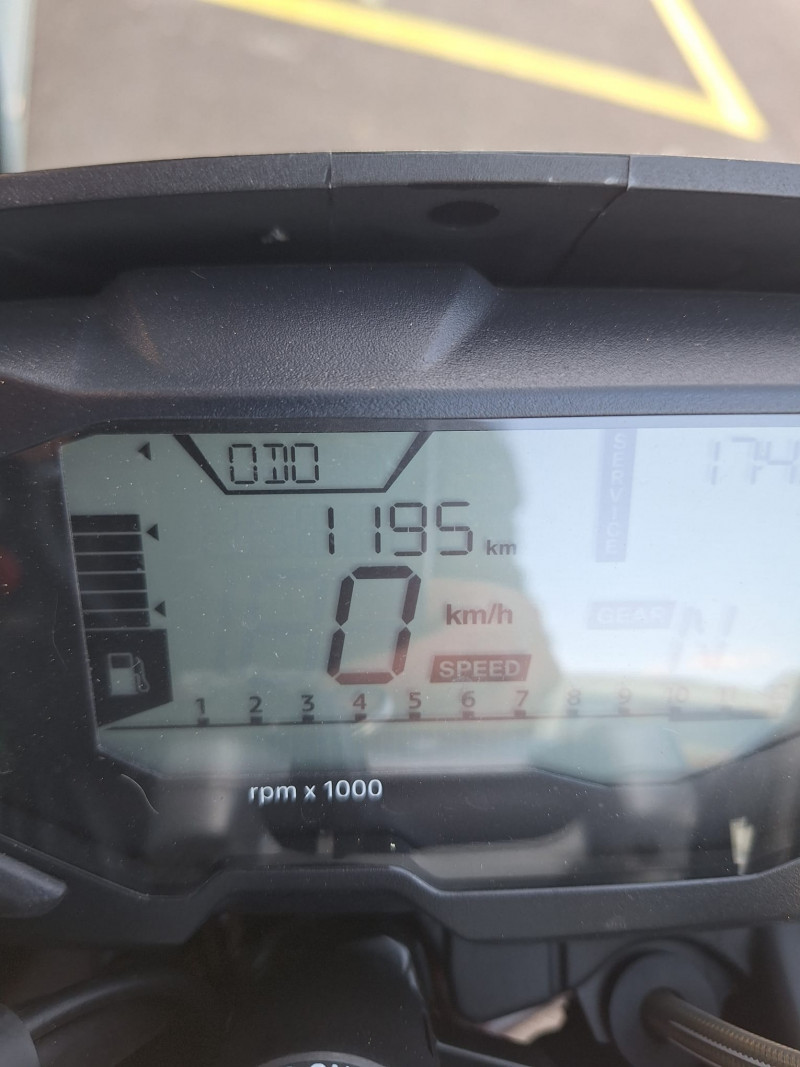 ODO
SERVICE
174
1195 km
0 km/h
GEAR N
SPEED
1 2 3 4 5 6 7 8 9 10 11
rpm x 1000